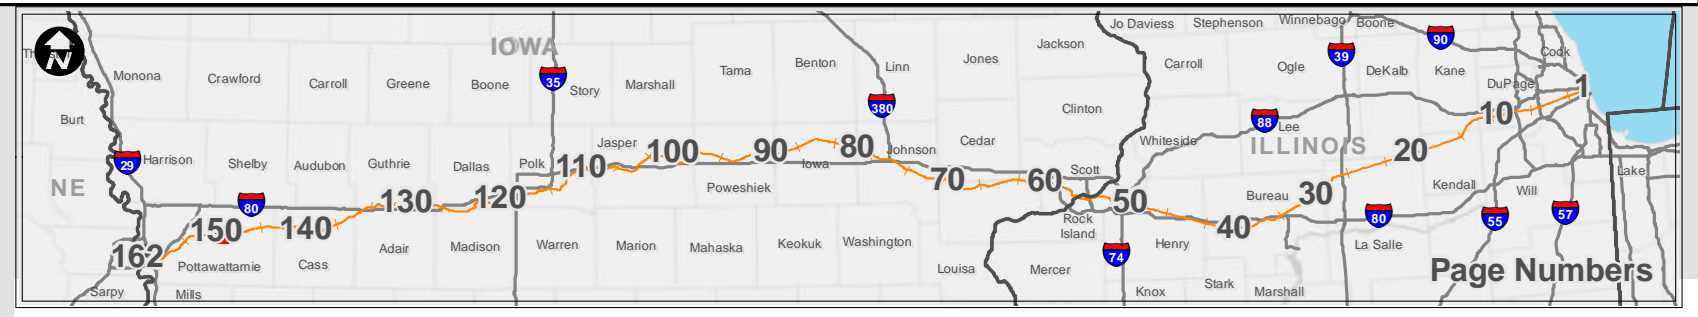 Jo Daviess Stephenson Winnebago Boone
N
IOWA
Jackson
90
39
Cook
Monona Crawford Carroll Greene Boone
35
Story Marshall Tama Benton Linn Jones
Carroll Ogle DeKalb Kane
DuPage
1
380
Clinton
10
Burt
88
Lee
Whiteside
ILLINOIS
20
29
Harrison Shelby Audubon Guthrie Dallas Polk
Jasper
110
100
90
80
Iowa
Johnson
Cedar
Scott
Lake
NE
80
162
150
140
130
120
Poweshiek
70
60
50
Bureau
30
Kendall
Will
Rock
Island
40
80
55
57
Pottawattamie Cass Adair Madison Warren Marion Mahaska Keokuk Washington
74
Henry
La Salle
Louisa Mercer
Page Numbers
Sarpy Mills
Knox Stark Marshall